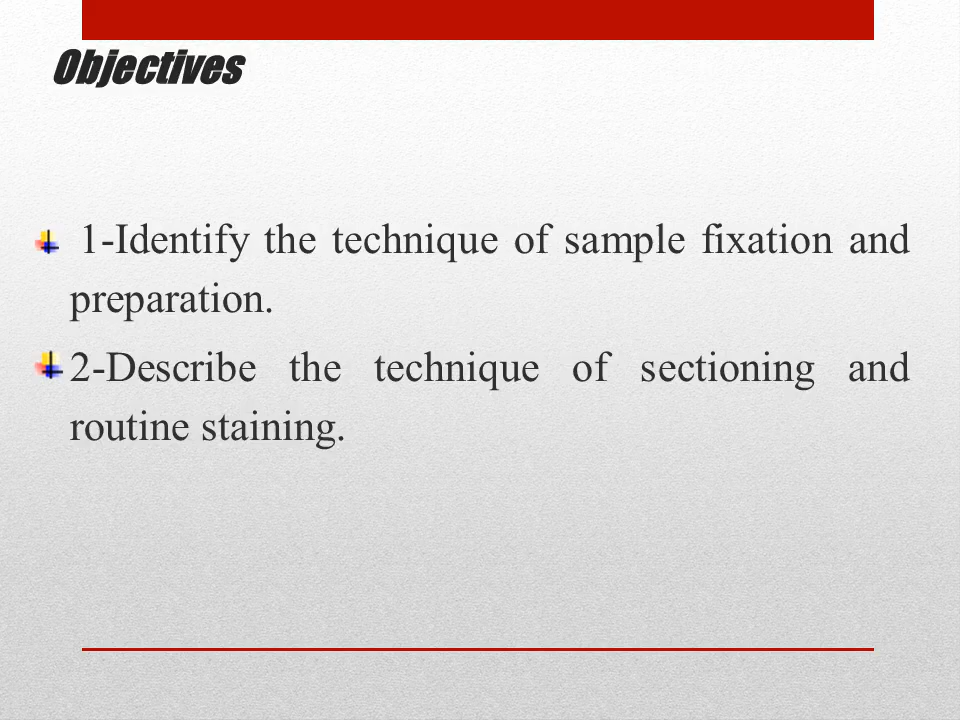 Objectives
1-Identify the technique of sample fixation and
preparation.
2-Describe the technique of sectioning and
routine staining.